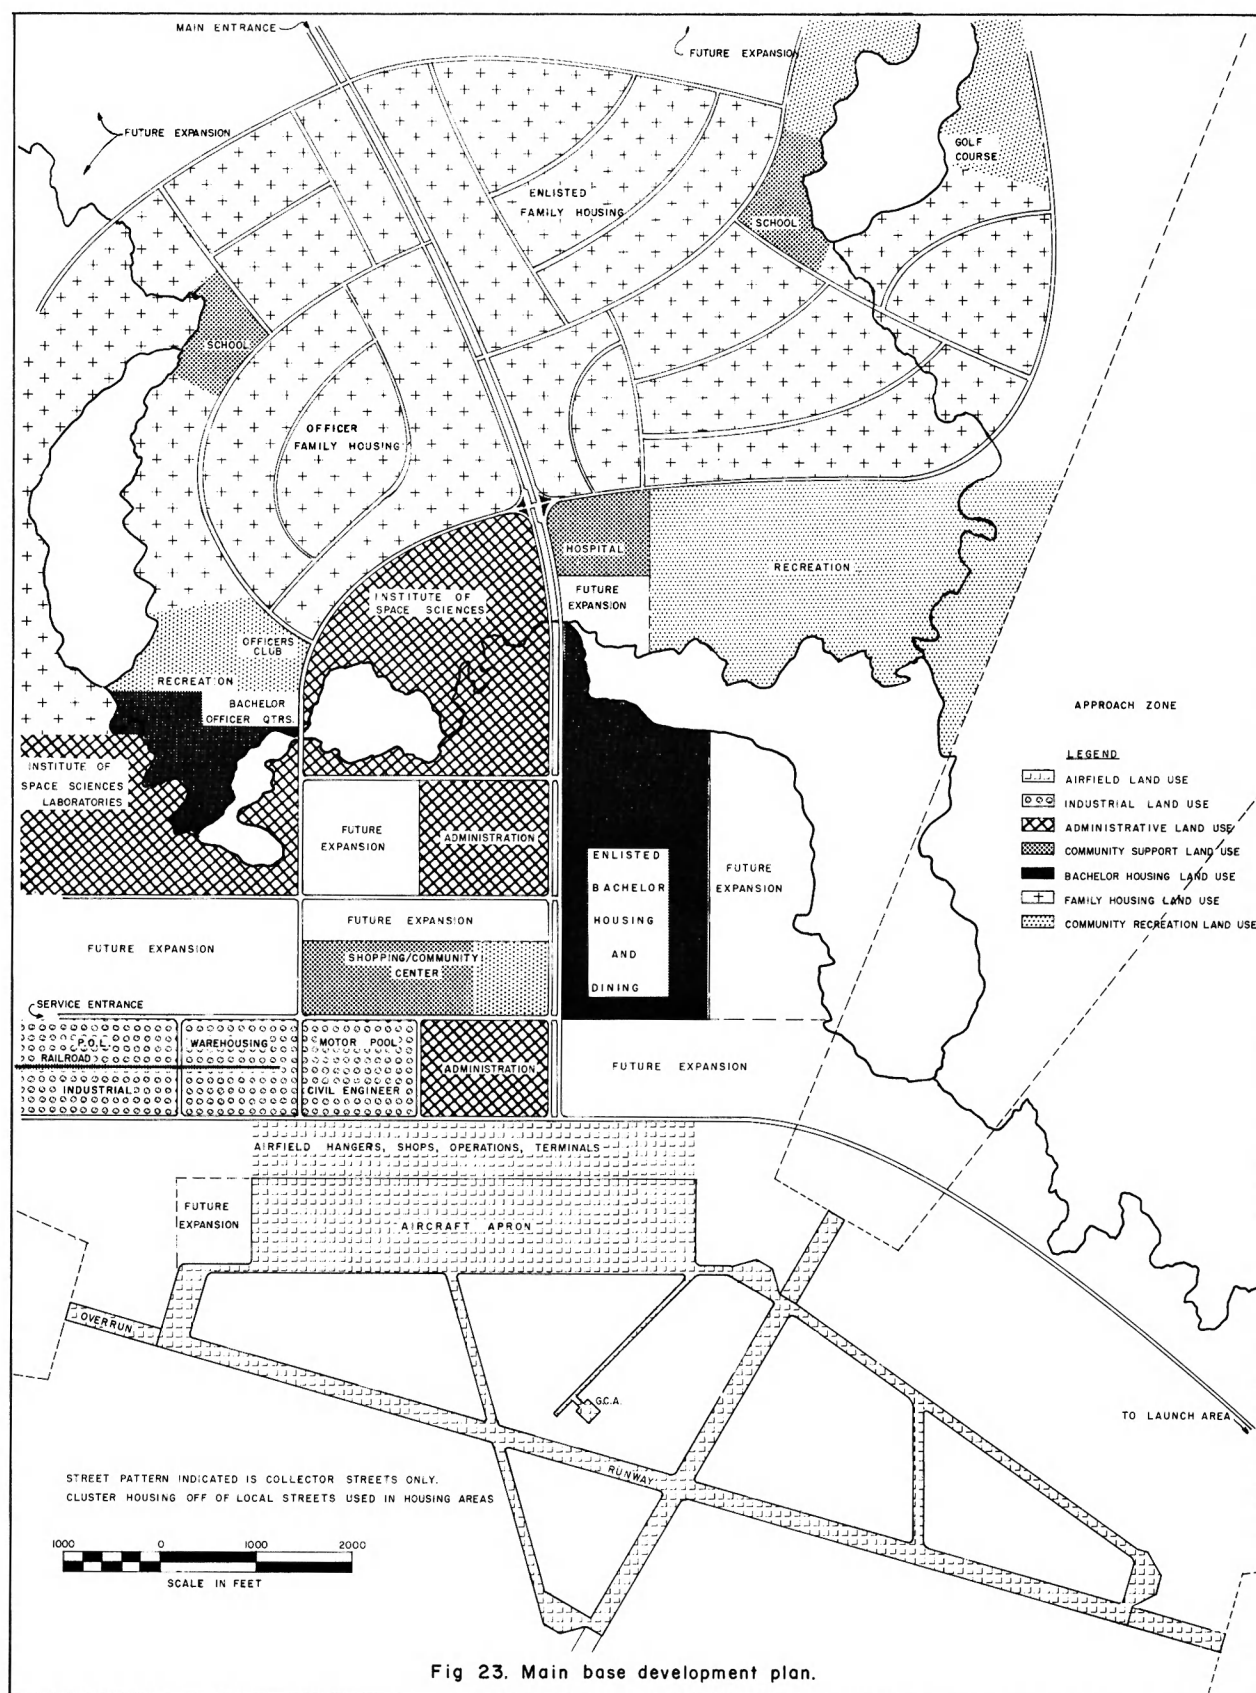 MAIN ENTRANCE
FUTURE EXPANSION
FUTURE EXPANSION
GOLF
COURSE
ENLISTED
FAMILY HOUSING
SCHOOL
SCHOOL
OFFICER
FAMILY HOUSING
HOSPITAL
RECREATION
FUTURE
EXPANSION
INSTITUTE OF
SPACE SCIENCES
OFFICERS
CLUB
RECREATION
BACHELOR
OFFICER QTRS.
APPROACH ZONE
LEGEND
AIRFIELD LAND USE
INDUSTRIAL LAND USE
ADMINISTRATIVE LAND USE
COMMUNITY SUPPORT LAND USE
BACHELOR HOUSING LAND USE
FAMILY HOUSING LAND USE
COMMUNITY RECREATION LAND USE
INSTITUTE OF
SPACE SCIENCES
LABORATORIES
FUTURE
EXPANSION
ADMINISTRATION
ENLISTED
BACHELOR
HOUSING
AND
DINING
FUTURE
EXPANSION
FUTURE EXPANSION
FUTURE EXPANSION
SHOPPING/COMMUNITY
CENTER
SERVICE ENTRANCE
P.O.L.
RAILROAD
INDUSTRIAL
WAREHOUSING
MOTOR POOL
CIVIL ENGINEER
ADMINISTRATION
FUTURE EXPANSION
AIRFIELD HANGERS, SHOPS, OPERATIONS, TERMINALS
FUTURE
EXPANSION
AIRCRAFT APRON
OVERRUN
G.C.A.
RUNWAY
TO LAUNCH AREA
STREET PATTERN INDICATED IS COLLECTOR STREETS ONLY.
CLUSTER HOUSING OFF OF LOCAL STREETS USED IN HOUSING AREAS
1000 0 1000 2000
SCALE IN FEET
Fig 23. Main base development plan.